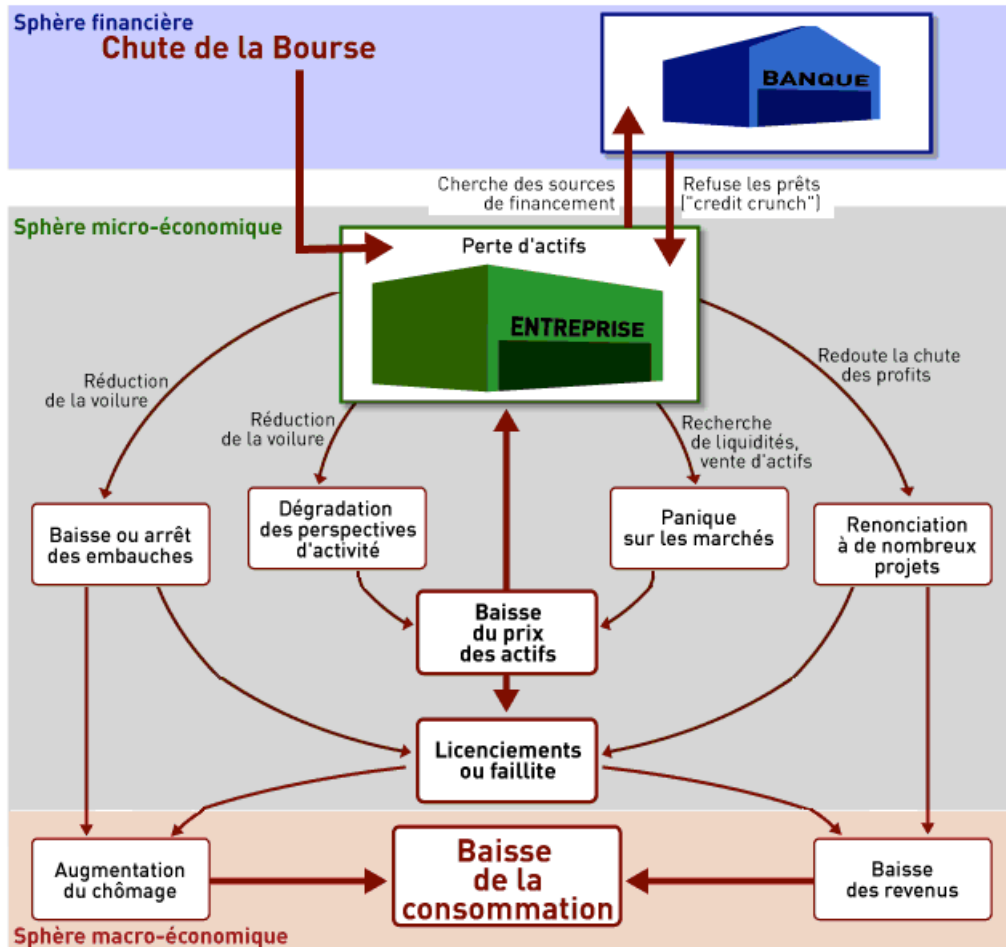 Sphère financière
Chute de la Bourse
BANQUE
Cherche des sources
de financement
Refuse les prêts
("credit crunch")
Sphère micro-économique
Perte d'actifs
ENTREPRISE
Réduction
de la voilure
Réduction
de la voilure
Recherche
de liquidités,
vente d'actifs
Redoute la chute
des profits
Baisse ou arrêt
des embauches
Dégradation
des perspectives
d'activité
Panique
sur les marchés
Renonciation
à de nombreux
projets
Baisse
du prix
des actifs
Licenciements
ou faillite
Augmentation
du chômage
Baisse
de la
consommation
Baisse
des revenus
Sphère macro-économique